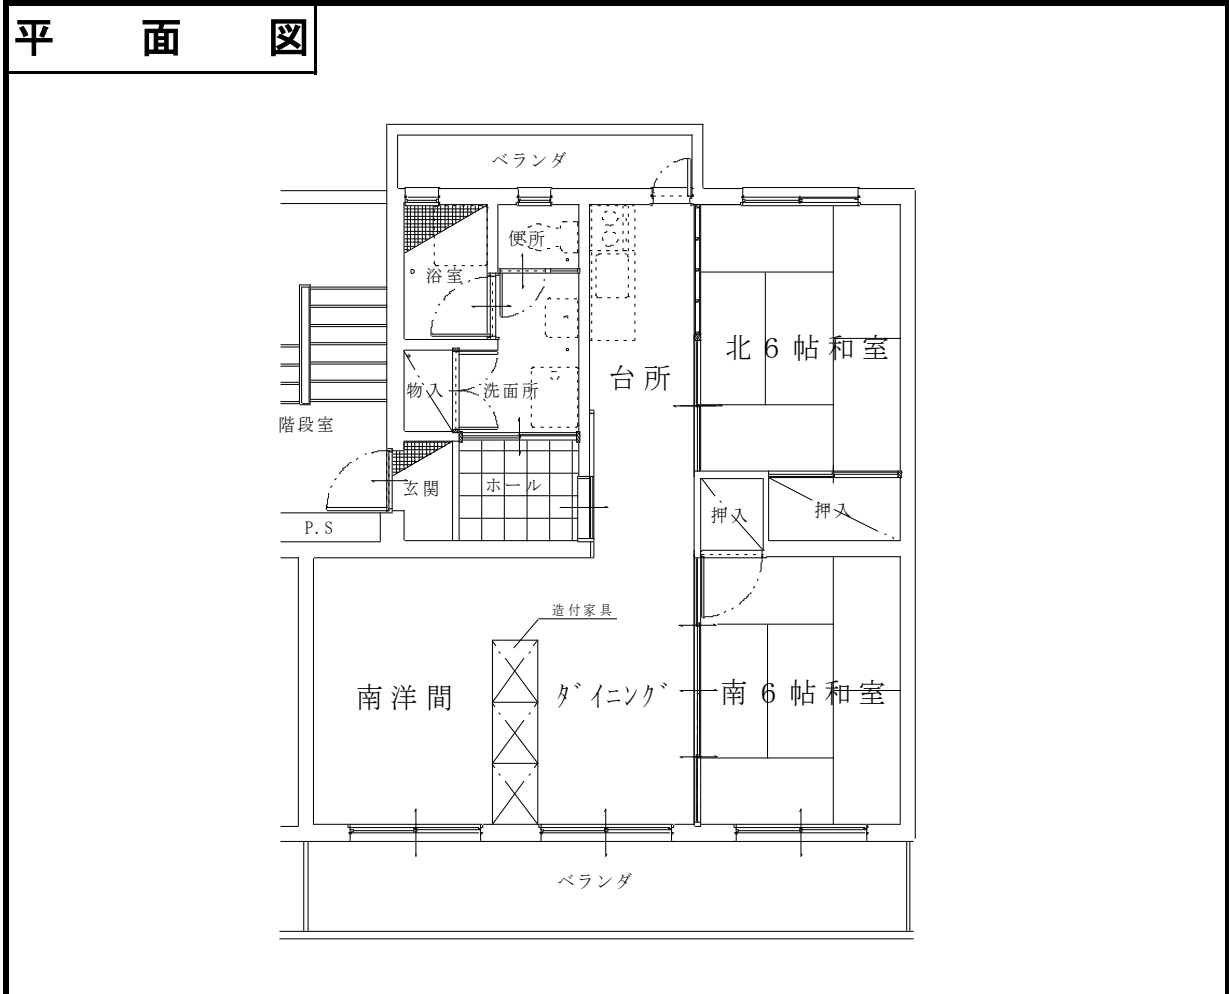 平面図
ベランダ
便所
浴室
北6帖和室
台所
物入
洗面所
階段室
玄関
ホール
押入
押入
P.S
造付家具
南洋間
ﾀﾞｲﾆﾝｸﾞ
南6帖和室
ベランダ